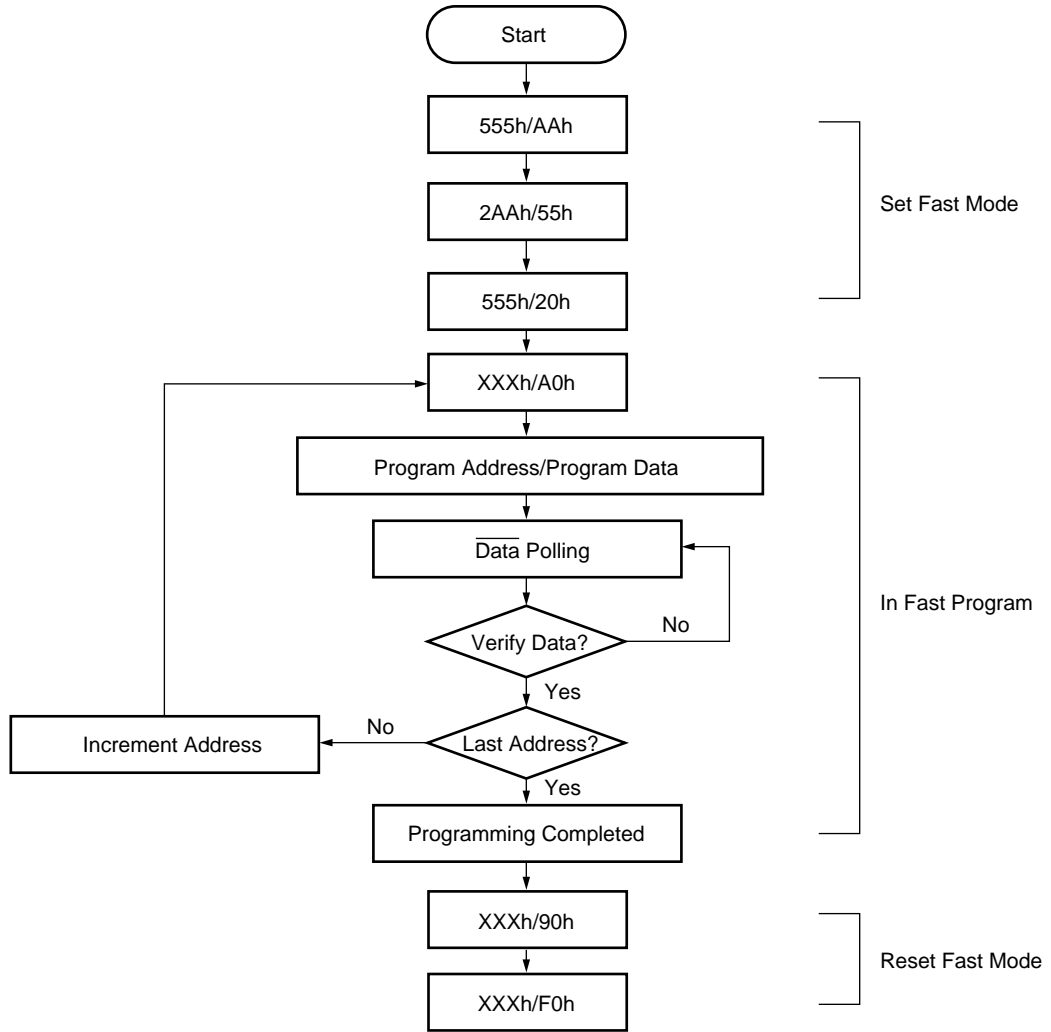 Start
555h/AAh
2AAh/55h
Set Fast Mode
555h/20h
XXXh/A0h
Program Address/Program Data
Data Polling
In Fast Program
Verify Data?
No
Yes
Increment Address
No
Last Address?
Yes
Programming Completed
XXXh/90h
Reset Fast Mode
XXXh/F0h